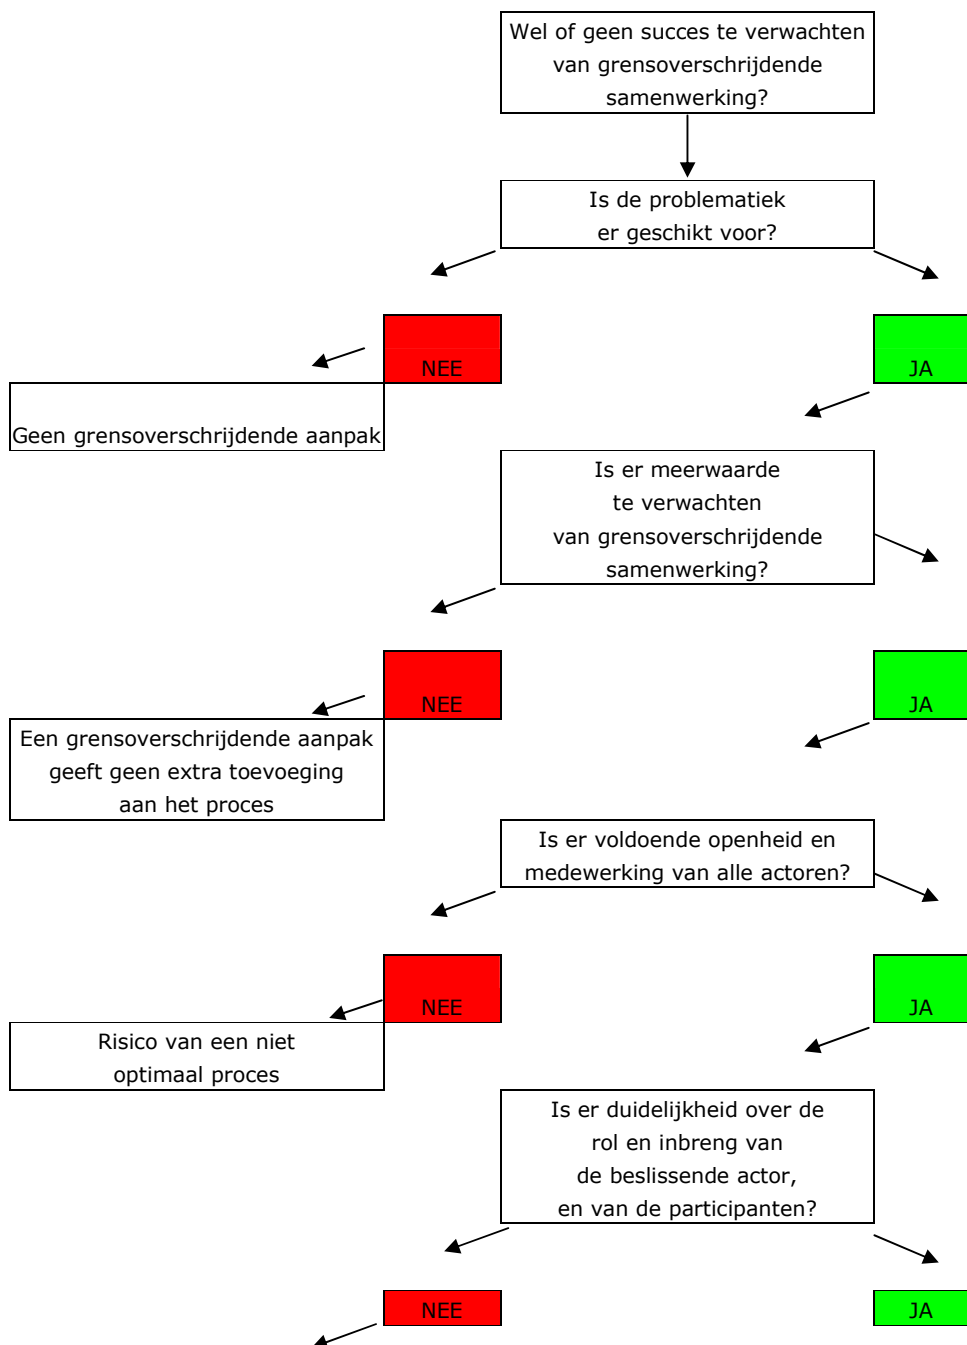 Wel of geen succes te verwachten
van grensoverschrijdende
samenwerking?
Is de problematiek
er geschikt voor?
NEE
JA
Geen grensoverschrijdende aanpak
Is er meerwaarde
te verwachten
van grensoverschrijdende
samenwerking?
NEE
JA
Een grensoverschrijdende aanpak
geeft geen extra toevoeging
aan het proces
Is er voldoende openheid en
medewerking van alle actoren?
NEE
JA
Risico van een niet
optimaal proces
Is er duidelijkheid over de
rol en inbreng van
de beslissende actor,
en van de participanten?
NEE
JA